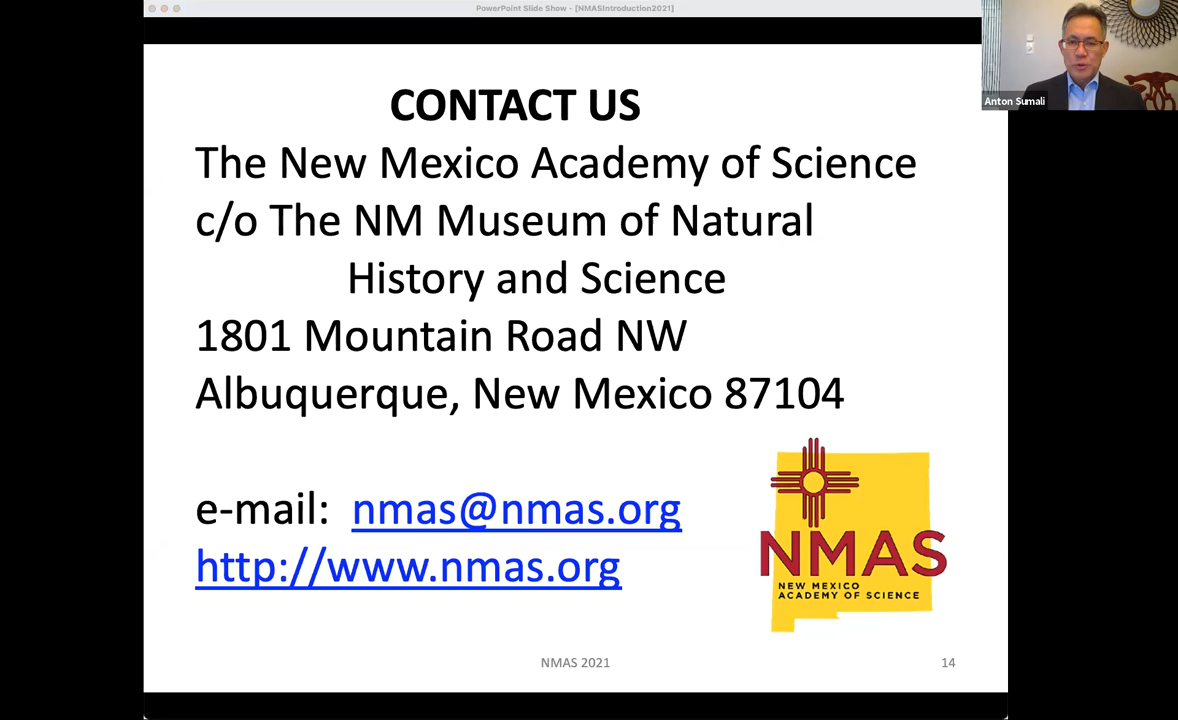 PowerPoint Slide Show - [NMASIntroduction2021]
Anton Sumali
CONTACT US
The New Mexico Academy of Science
c/o The NM Museum of Natural
History and Science
1801 Mountain Road NW
Albuquerque, New Mexico 87104
e-mail: nmas@nmas.org
http://www.nmas.org
NMAS
NEW MEXICO
ACADEMY OF SCIENCE
NMAS 2021
14